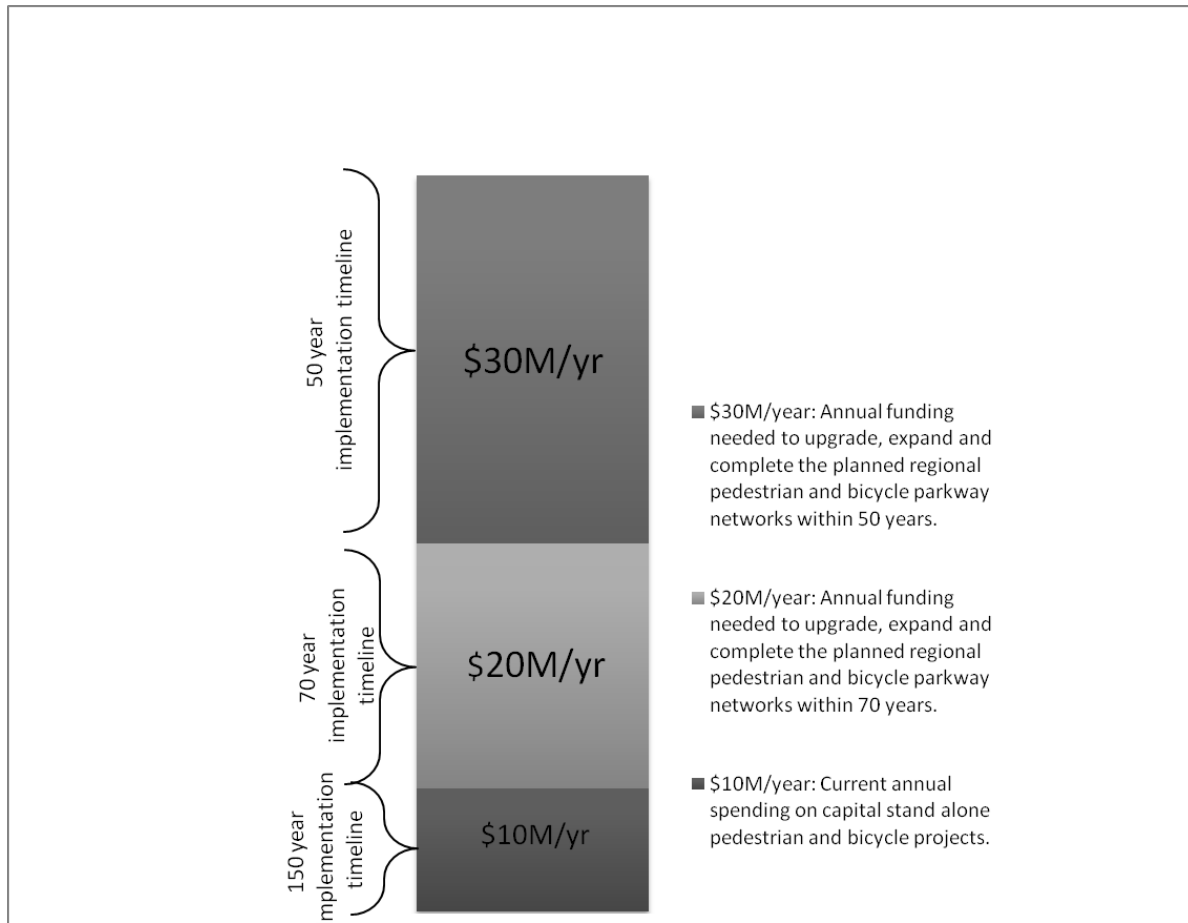 50 year
implementation timeline
$30M/yr
70 year
implementation
timeline
$20M/yr
150 year
mplementation
timeline
$10M/yr
$30M/year: Annual funding
needed to upgrade, expand and
complete the planned regional
pedestrian and bicycle parkway
networks within 50 years.
$20M/year: Annual funding
needed to upgrade, expand and
complete the planned regional
pedestrian and bicycle parkway
networks within 70 years.
$10M/year: Current annual
spending on capital stand alone
pedestrian and bicycle projects.